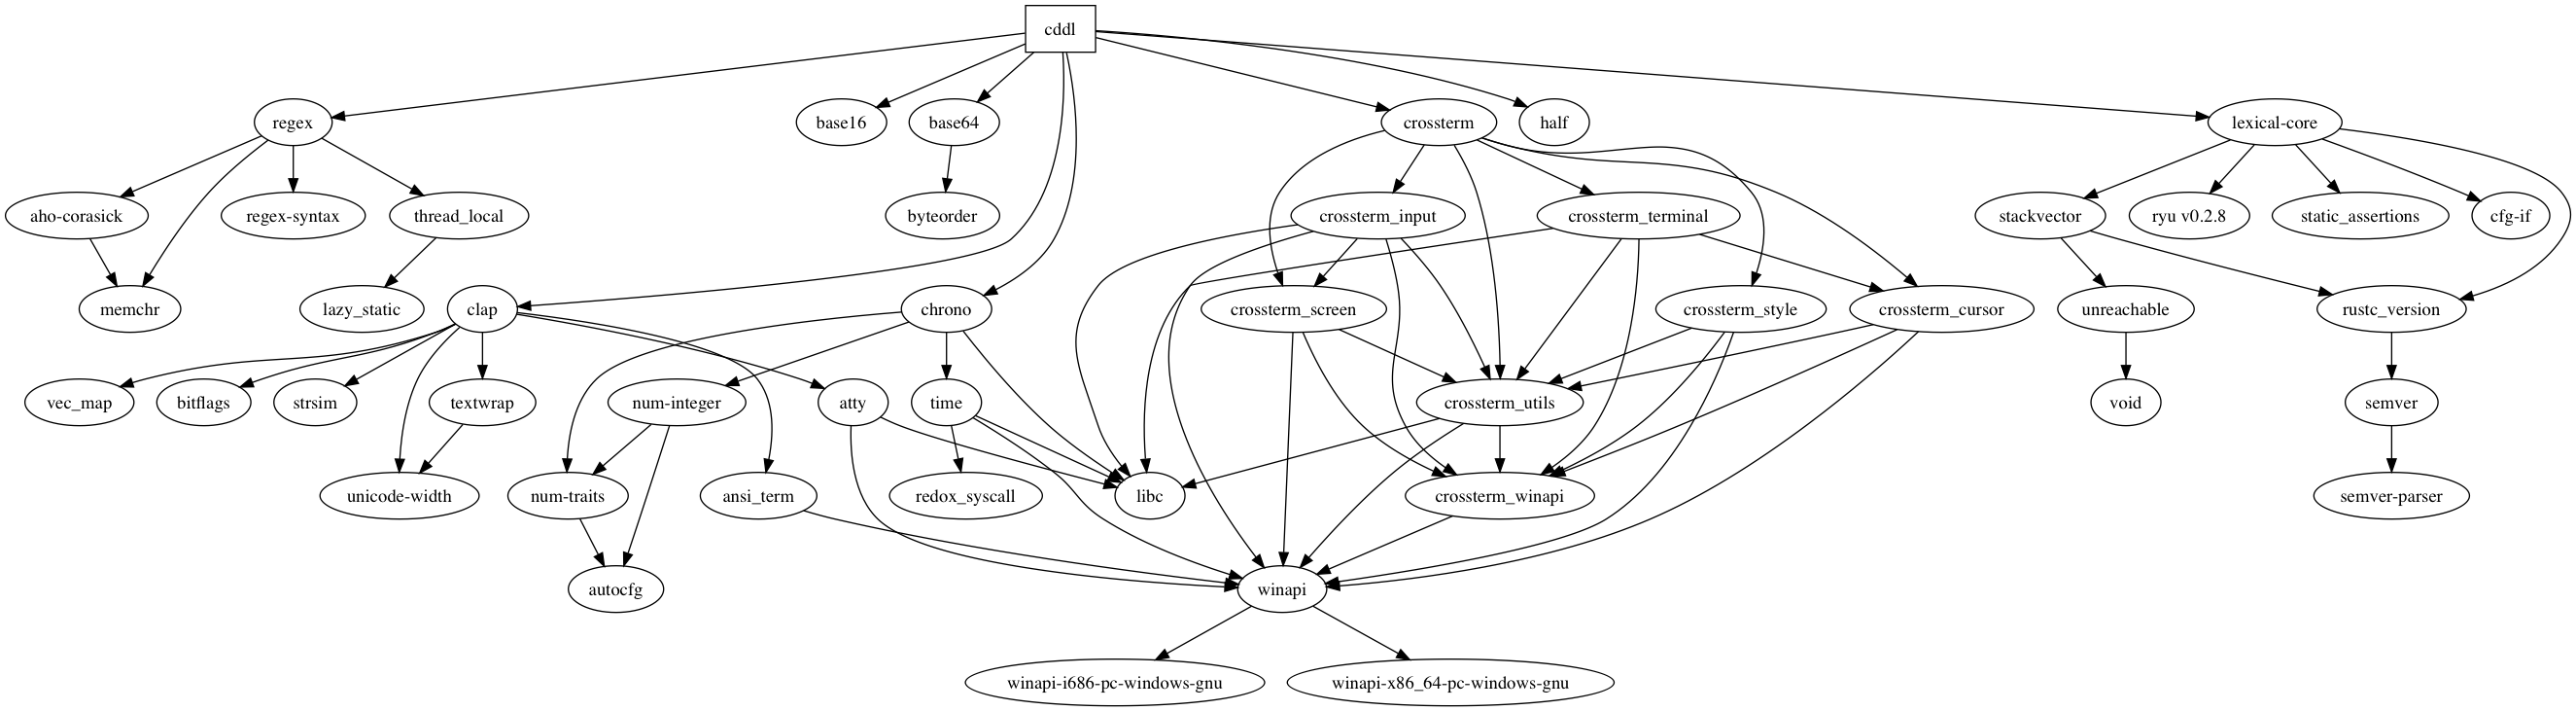 cddl
regex
base16
base64
crossterm
half
lexical-core
aho-corasick
regex-syntax
thread_local
byteorder
crossterm_input
crossterm_terminal
stackvector
ryu v0.2.8
static_assertions
cfg-if
memchr
lazy_static
clap
chrono
crossterm_screen
crossterm_style
crossterm_cursor
unreachable
rustc_version
vec_map
bitflags
strsim
textwrap
num-integer
atty
time
crossterm_utils
void
semver
unicode-width
num-traits
ansi_term
redox_syscall
libc
crossterm_winapi
semver-parser
autocfg
winapi
winapi-i686-pc-windows-gnu
winapi-x86_64-pc-windows-gnu